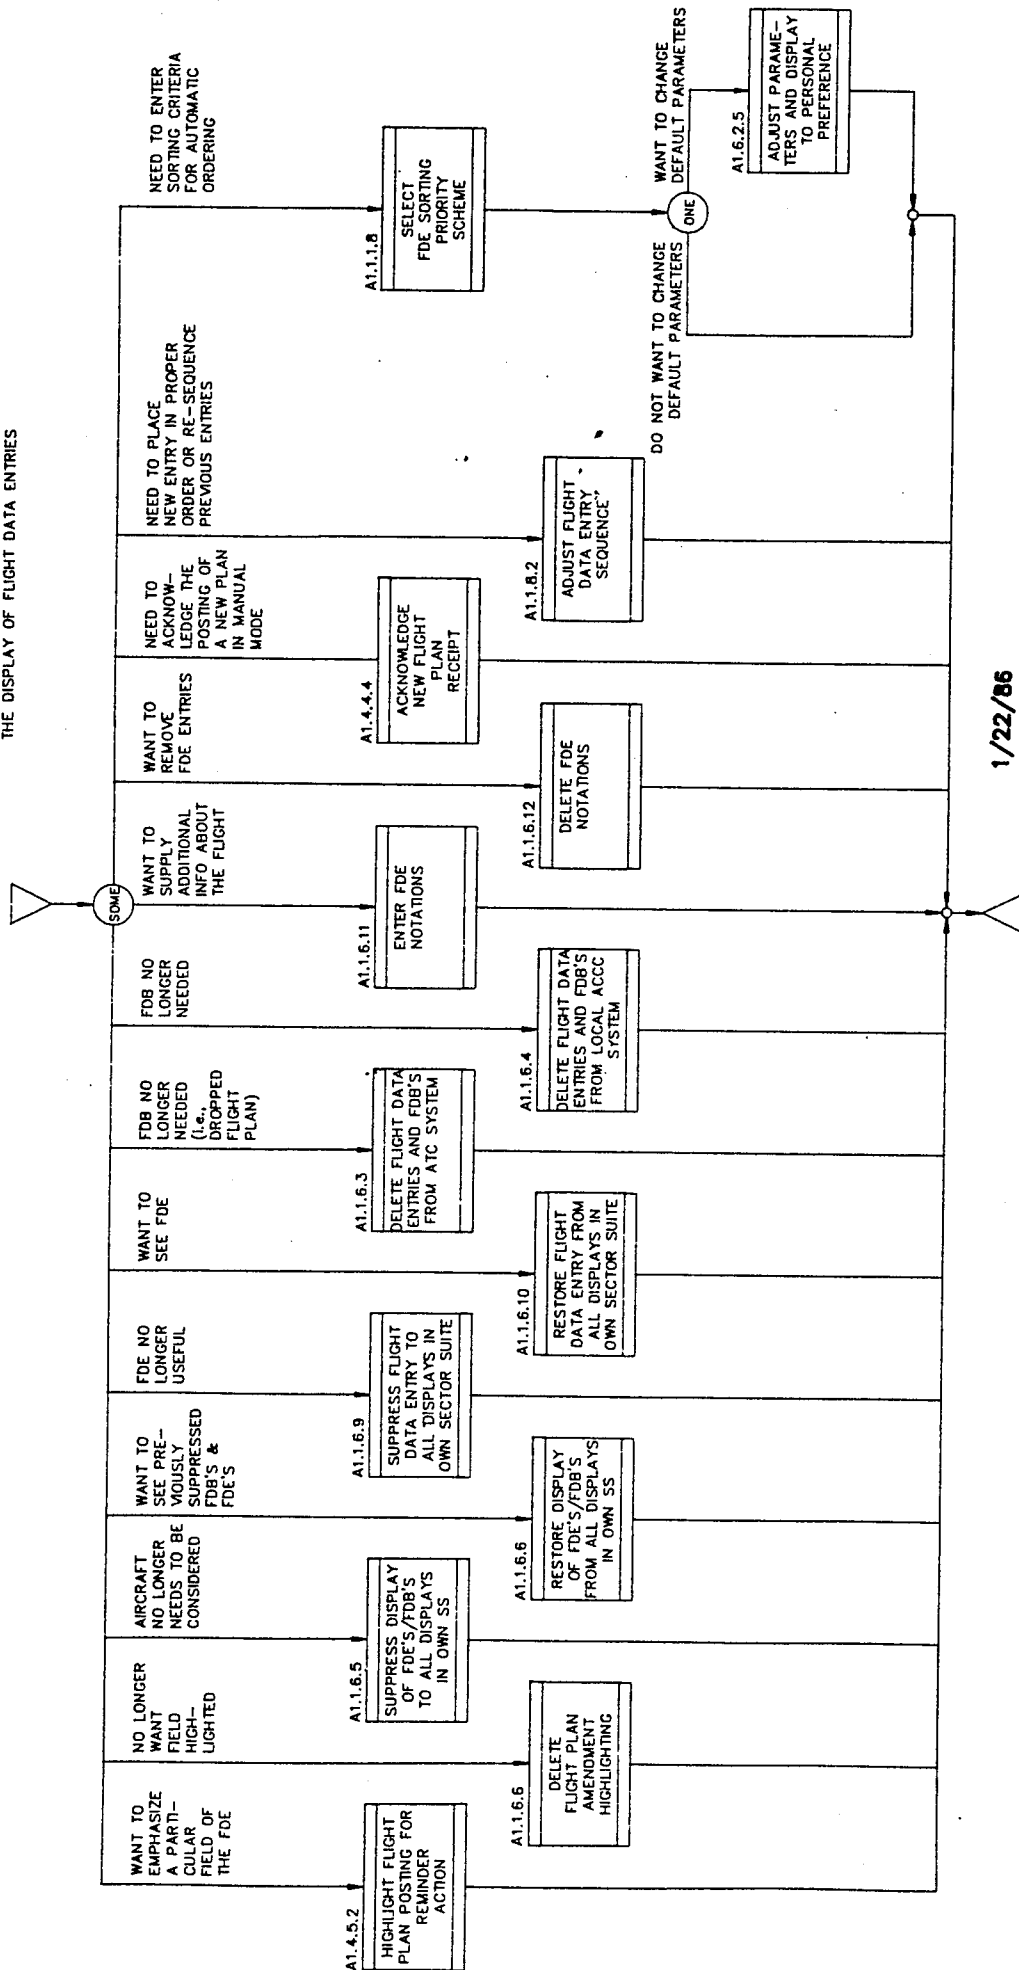 THE DISPLAY OF FLIGHT DATA ENTRIES
SOME
WANT TO
EMPHASIZE
A PARTI-
CULAR
FIELD OF
THE FDE
A1.4.5.2
HIGHLIGHT FLIGHT
PLAN POSTING FOR
REMINDER
ACTION
NO LONGER
WANT
FIELD
HIGH-
LIGHTED
A1.1.6.6
DELETE
FLIGHT PLAN
AMENDMENT
HIGHLIGHTING
AIRCRAFT
NO LONGER
NEEDS TO BE
CONSIDERED
A1.1.6.5
SUPPRESS DISPLAY
OF FDE'S/FDB'S
TO ALL DISPLAYS
IN OWN SS
WANT TO
SEE PRE-
VIOUSLY
SUPPRESSED
FDB'S &
FDE'S
A1.1.6.6
RESTORE DISPLAY
OF FDE'S/FDB'S
FROM ALL DISPLAYS
IN OWN SS
FDE NO
LONGER
USEFUL
A1.1.6.9
SUPPRESS FLIGHT
DATA ENTRY TO
ALL DISPLAYS IN
OWN SECTOR SUITE
WANT TO
SEE FDE
A1.1.6.10
RESTORE FLIGHT
DATA ENTRY FROM
ALL DISPLAYS IN
OWN SECTOR SUITE
FDB NO
LONGER
NEEDED
(i.e.,
DROPPED
FLIGHT
PLAN)
A1.1.6.3
DELETE FLIGHT DATA
ENTRIES AND FDB'S
FROM ATC SYSTEM
FDB NO
LONGER
NEEDED
A1.1.6.4
DELETE FLIGHT DATA
ENTRIES AND FDB'S
FROM LOCAL ACCC
SYSTEM
WANT TO
SUPPLY
ADDITIONAL
INFO ABOUT
THE FLIGHT
A1.1.6.11
ENTER FDE
NOTATIONS
WANT TO
REMOVE
FDE ENTRIES
A1.1.6.12
DELETE FDE
NOTATIONS
NEED TO
ACKNOW-
LEDGE THE
POSTING OF
A NEW PLAN
IN MANUAL
MODE
A1.4.4.4
ACKNOWLEDGE
NEW FLIGHT
PLAN
RECEIPT
NEED TO PLACE
NEW ENTRY IN PROPER
ORDER OR RE-SEQUENCE
PREVIOUS ENTRIES
A1.1.8.2
ADJUST FLIGHT
DATA ENTRY
SEQUENCE
NEED TO ENTER
SORTING CRITERIA
FOR AUTOMATIC
ORDERING
A1.1.1.8
SELECT
FDE SORTING
PRIORITY
SCHEME
ONE
DO NOT WANT TO CHANGE
DEFAULT PARAMETERS
WANT TO CHANGE
DEFAULT PARAMETERS
A1.6.2.5
ADJUST PARAME-
TERS AND DISPLAY
TO PERSONAL
PREFERENCE
1/22/86